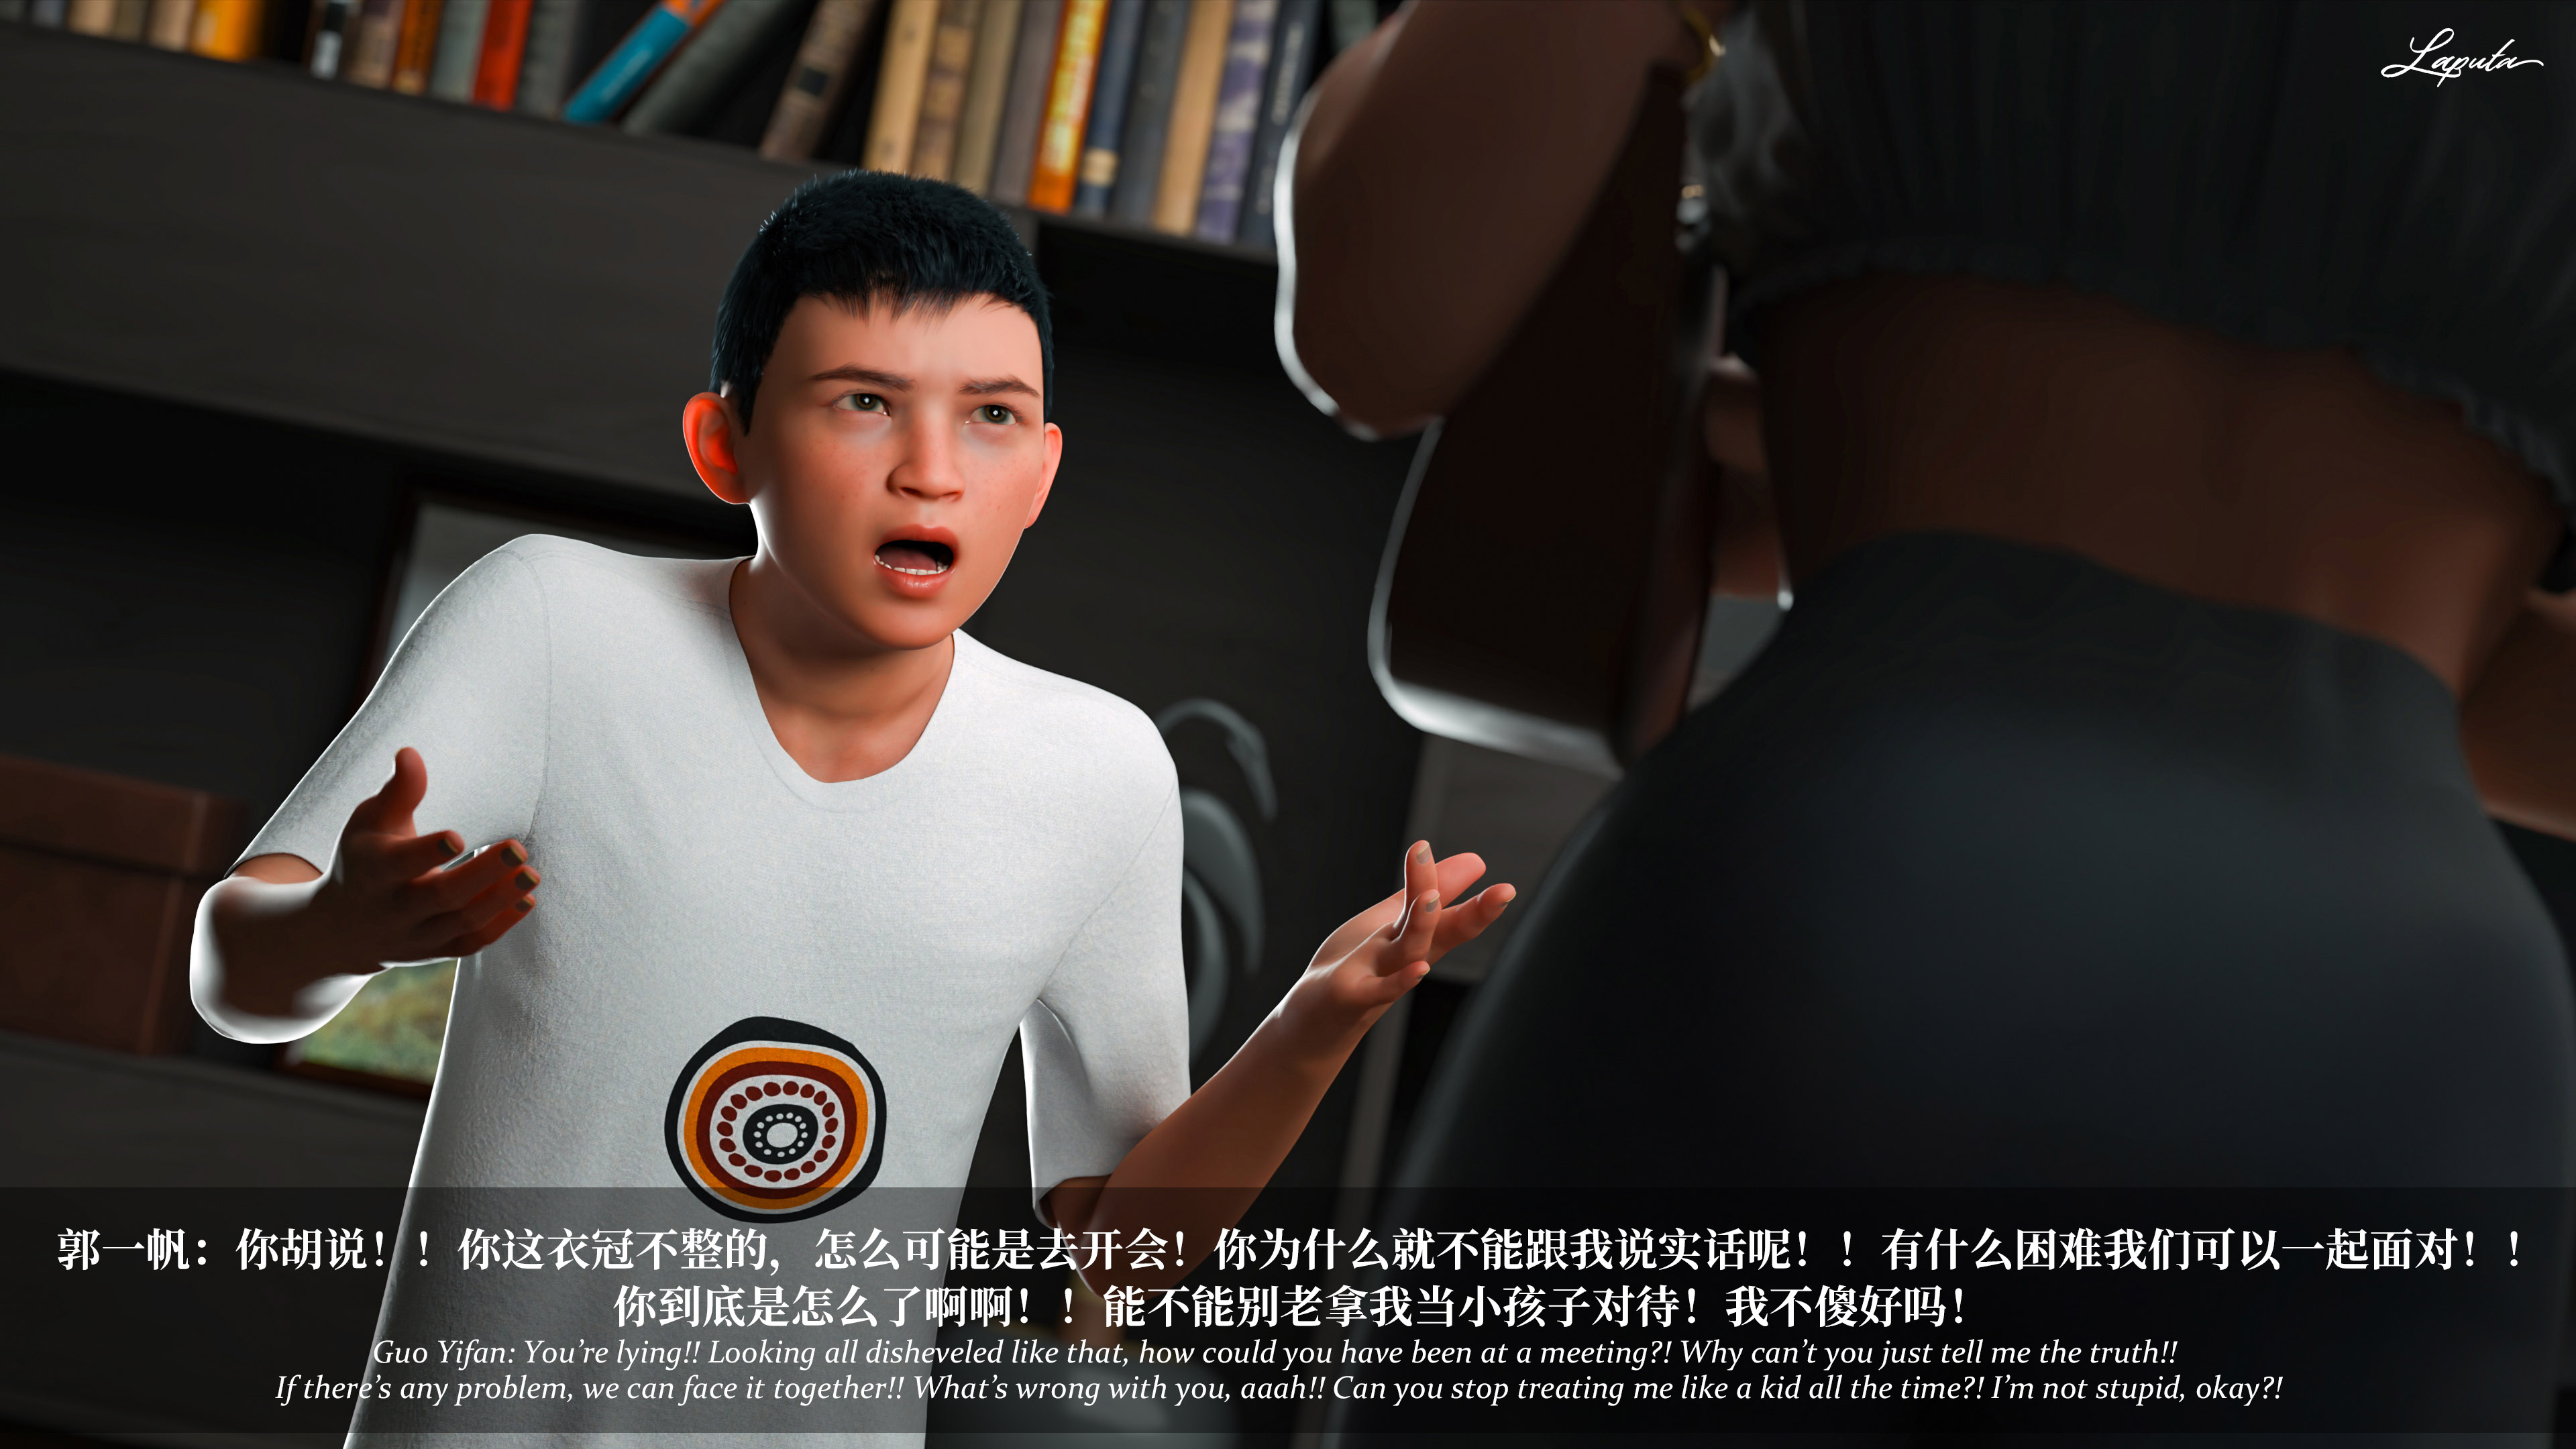 Laputa
郭一帆：你胡说！！你这衣冠不整的，怎么可能是去开会！你为什么就不能跟我说实话呢！！有什么困难我们可以一起面对！！
你到底是怎么了啊啊！！能不能别老拿我当小孩子对待！我不傻好吗！
Guo Yifan: You’re lying!! Looking all disheveled like that, how could you have been at a meeting?! Why can’t you just tell me the truth!!
If there’s any problem, we can face it together!! What’s wrong with you, aaah!! Can you stop treating me like a kid all the time?! I’m not stupid, okay?!